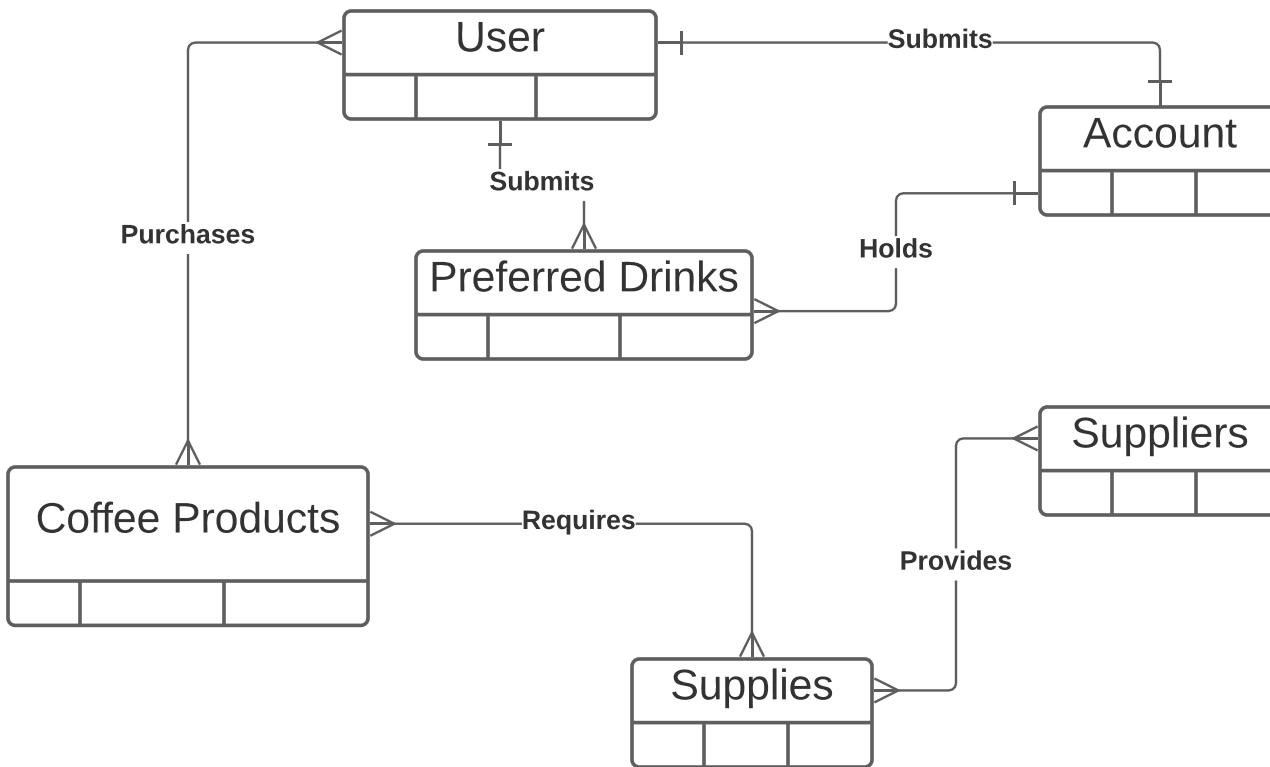 User
Submits
Account
Submits
Purchases
Holds
Preferred Drinks
Suppliers
Coffee Products
Requires
Provides
Supplies